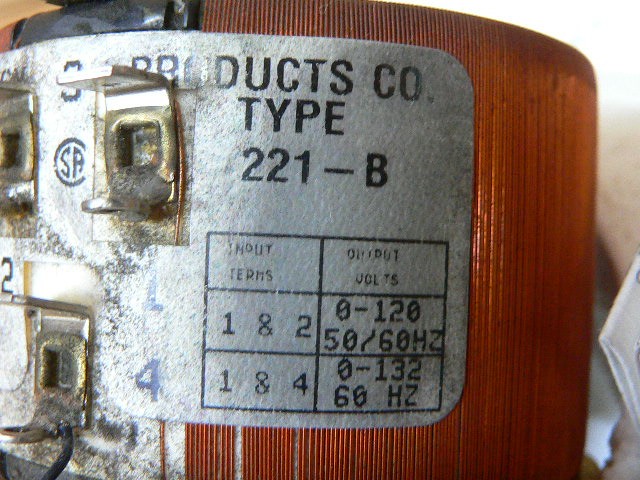 PRODUCTS CO.
TYPE
221-B
SA
INPUT TERMS OUTPUT VOLTS
1 & 2 0-120 50/60HZ
1 & 4 0-132 60 HZ
2
1
4